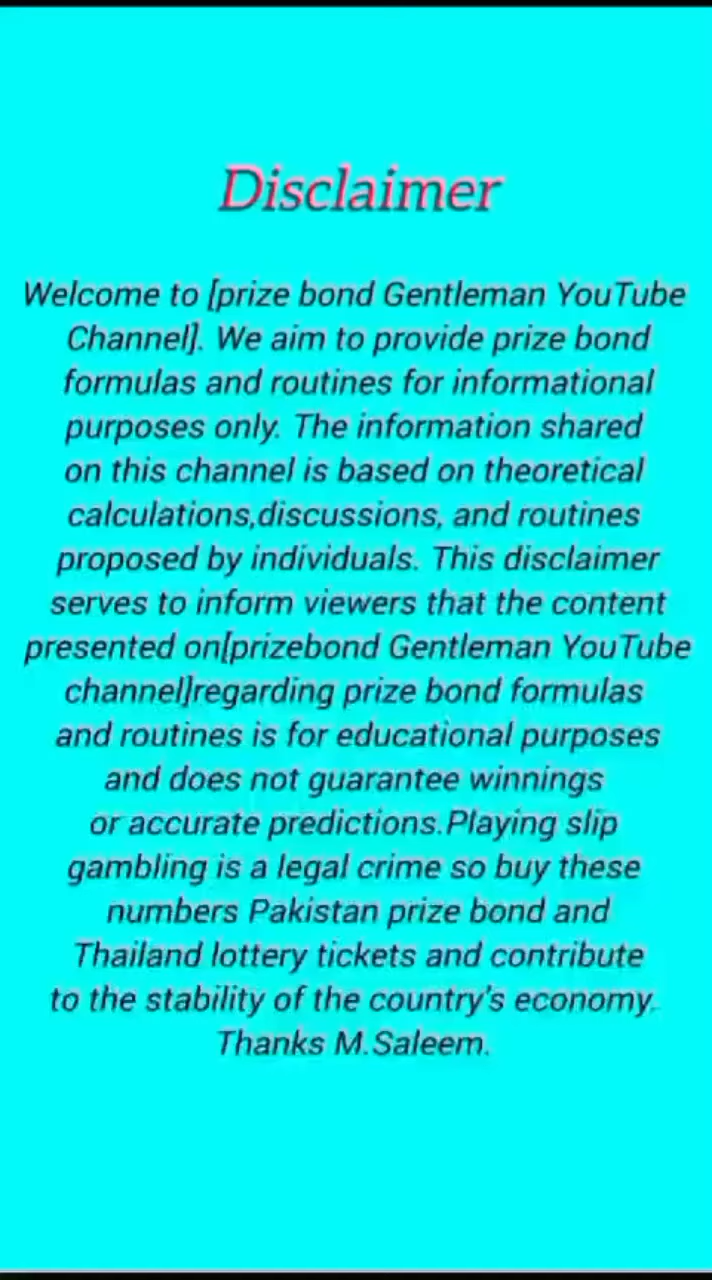 Disclaimer
Welcome to [prize bond Gentleman YouTube
Channel]. We aim to provide prize bond
formulas and routines for informational
purposes only. The information shared
on this channel is based on theoretical
calculations,discussions, and routines
proposed by individuals. This disclaimer
serves to inform viewers that the content
presented on[prizebond Gentleman YouTube
channel]regarding prize bond formulas
and routines is for educational purposes
and does not guarantee winnings
or accurate predictions.Playing slip
gambling is a legal crime so buy these
numbers Pakistan prize bond and
Thailand lottery tickets and contribute
to the stability of the country's economy.
Thanks M.Saleem.